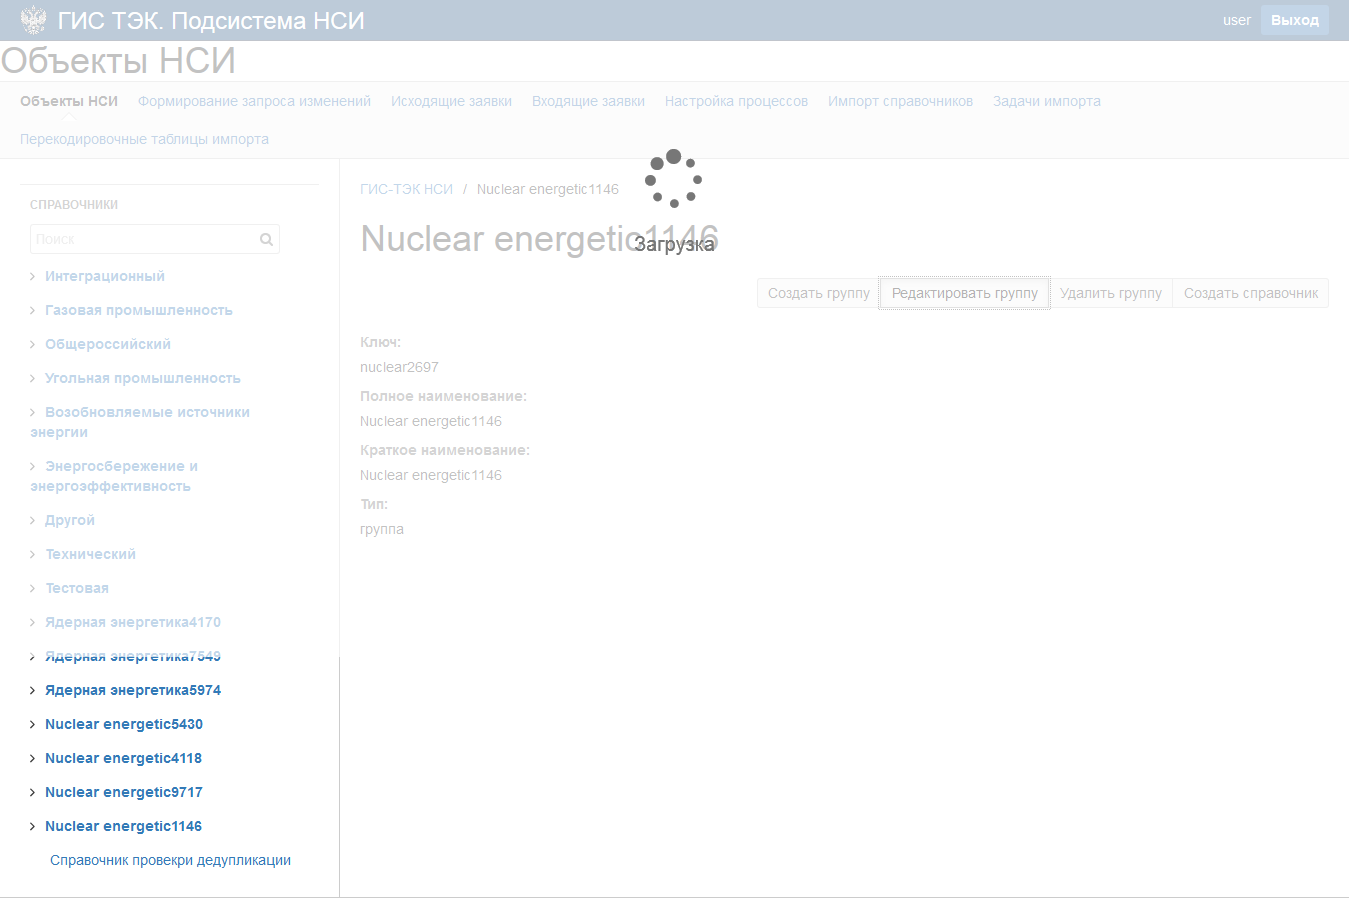 ГИС ТЭК. Подсистема НСИ
user Выход
Объекты НСИ
Объекты НСИ Формирование запроса изменений Исходящие заявки Входящие заявки Настройка процессов Импорт справочников Задачи импорта
Перекодировочные таблицы импорта
СПРАВОЧНИКИ
Поиск
Интеграционный
Газовая промышленность
Общероссийский
Угольная промышленность
Возобновляемые источники
энергии
Энергосбережение и
энергоэффективность
Другой
Технический
Тестовая
Ядерная энергетика4170
Ядерная энергетика7549
Ядерная энергетика5974
Nuclear energetic5430
Nuclear energetic4118
Nuclear energetic9717
Nuclear energetic1146
Справочник провекри дедупликации
ГИС-ТЭК НСИ / Nuclear energetic1146
Nuclear energetic1146
Загрузка
Создать группу Редактировать группу Удалить группу Создать справочник
Ключ:
nuclear2697
Полное наименование:
Nuclear energetic1146
Краткое наименование:
Nuclear energetic1146
Тип:
группа